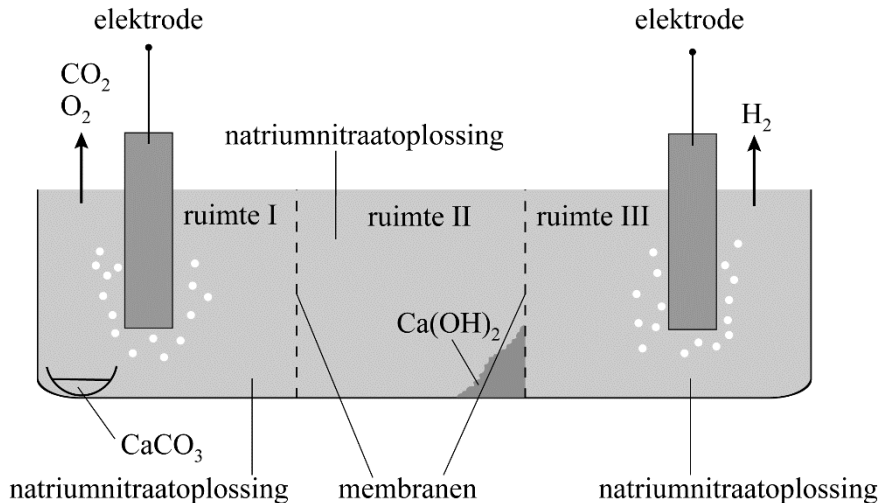 elektrode
elektrode
CO₂
O₂
H₂
natriumnitraatoplossing
ruimte I
ruimte II
ruimte III
Ca(OH)₂
CaCO₃
natriumnitraatoplossing
membranen
natriumnitraatoplossing